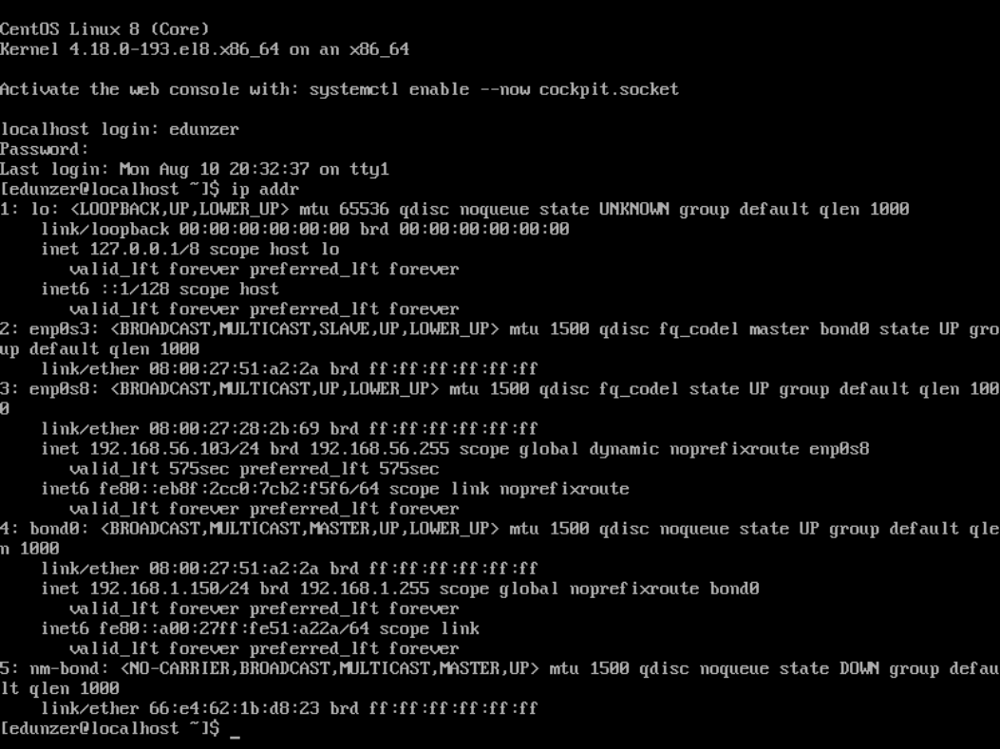 CentOS Linux 8 (Core)
Kernel 4.18.0-193.el8.x86_64 on an x86_64
Activate the web console with: systemctl enable --now cockpit.socket
localhost login: edunzer
Password:
Last login: Mon Aug 10 20:32:37 on tty1
[edunzer@localhost ~]$ ip addr
1: lo: <LOOPBACK,UP,LOWER_UP> mtu 65536 qdisc noqueue state UNKNOWN group default qlen 1000
    link/loopback 00:00:00:00:00:00 brd 00:00:00:00:00:00
    inet 127.0.0.1/8 scope host lo
       valid_lft forever preferred_lft forever
    inet6 ::1/128 scope host
       valid_lft forever preferred_lft forever
2: enp0s3: <BROADCAST,MULTICAST,SLAVE,UP,LOWER_UP> mtu 1500 qdisc fq_codel master bond0 state UP gro
up default qlen 1000
    link/ether 08:00:27:51:a2:2a brd ff:ff:ff:ff:ff:ff
3: enp0s8: <BROADCAST,MULTICAST,UP,LOWER_UP> mtu 1500 qdisc fq_codel state UP group default qlen 100
0
    link/ether 08:00:27:28:2b:69 brd ff:ff:ff:ff:ff:ff
    inet 192.168.56.103/24 brd 192.168.56.255 scope global dynamic noprefixroute enp0s8
       valid_lft 575sec preferred_lft 575sec
    inet6 fe80::eb8f:2cc0:7cb2:f5f6/64 scope link noprefixroute
       valid_lft forever preferred_lft forever
4: bond0: <BROADCAST,MULTICAST,MASTER,UP,LOWER_UP> mtu 1500 qdisc noqueue state UP group default qle
n 1000
    link/ether 08:00:27:51:a2:2a brd ff:ff:ff:ff:ff:ff
    inet 192.168.1.150/24 brd 192.168.1.255 scope global noprefixroute bond0
       valid_lft forever preferred_lft forever
    inet6 fe80::a00:27ff:fe51:a22a/64 scope link
       valid_lft forever preferred_lft forever
5: nm-bond: <NO-CARRIER,BROADCAST,MULTICAST,MASTER,UP> mtu 1500 qdisc noqueue state DOWN group defau
lt qlen 1000
    link/ether 66:e4:62:1b:d8:23 brd ff:ff:ff:ff:ff:ff
[edunzer@localhost ~]$ _